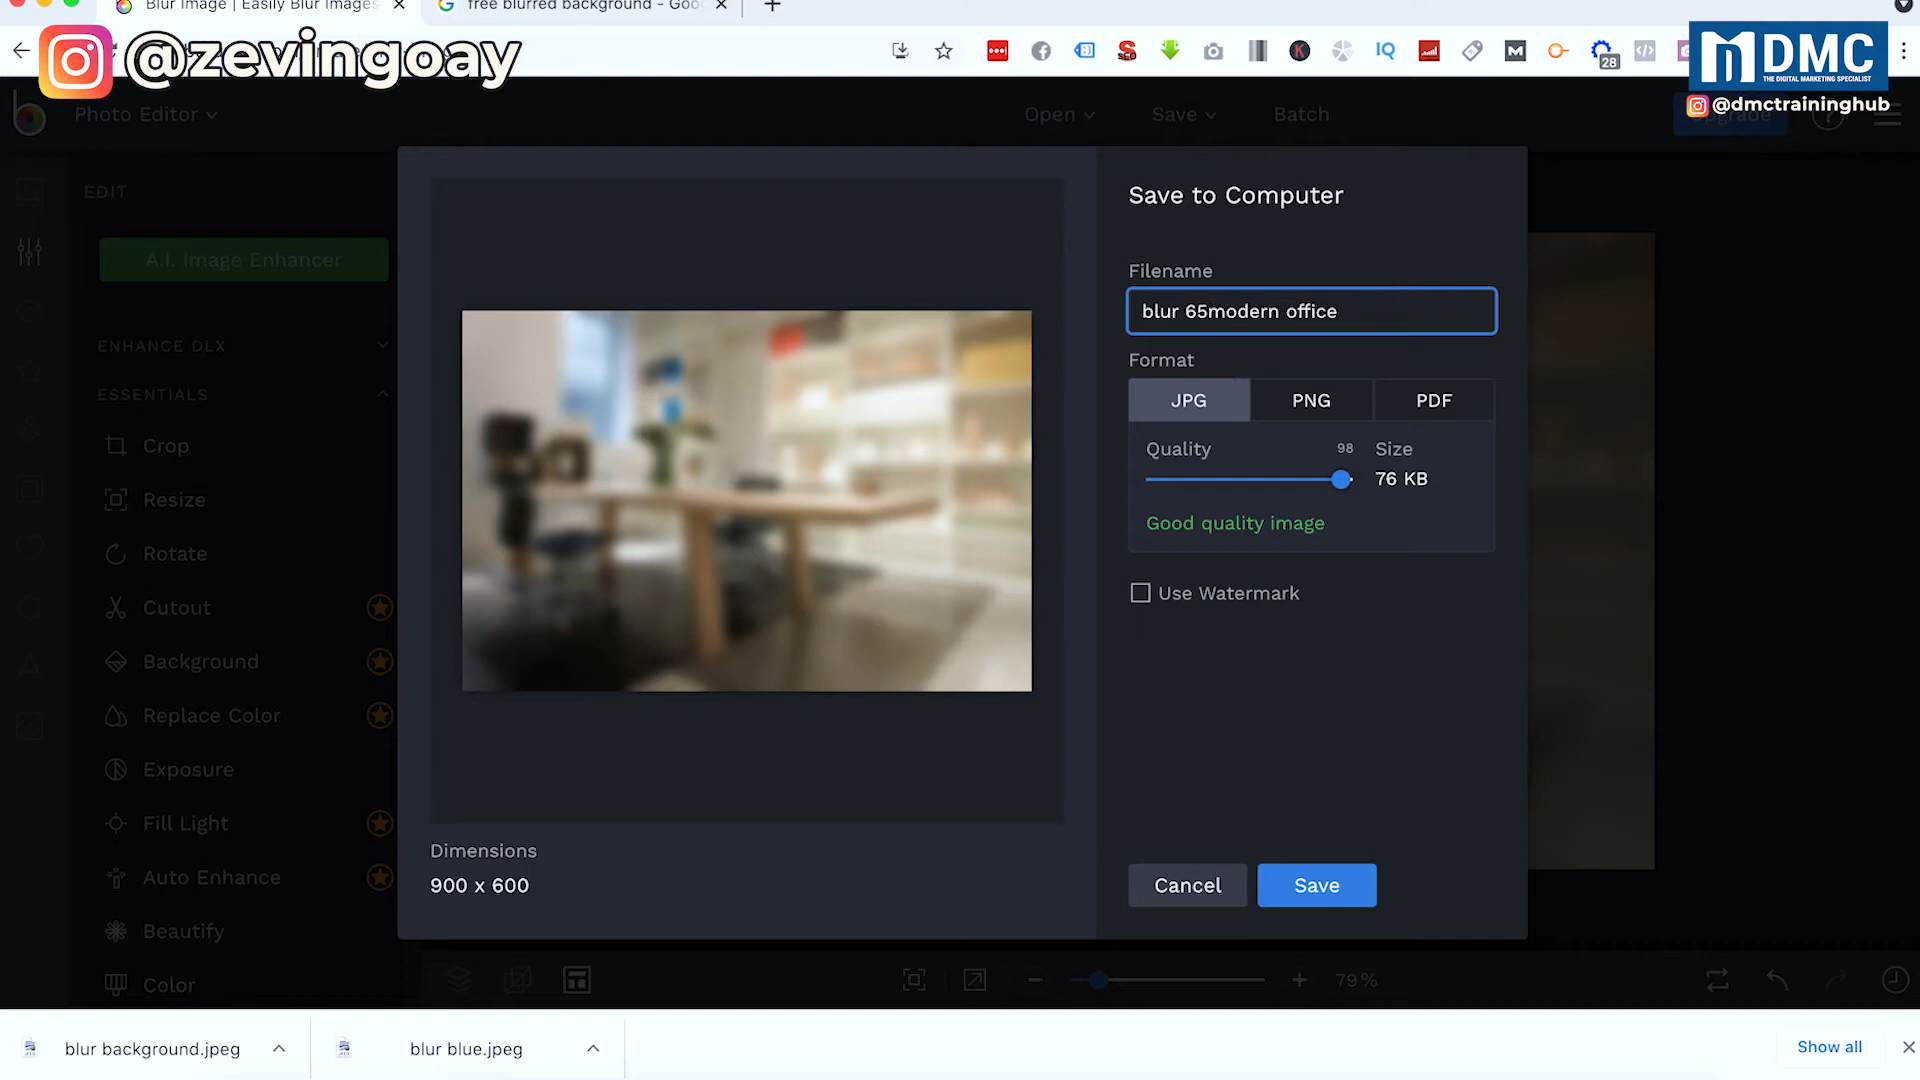 Blur Image | Easily Blur Images
free blurred background - Goo
@zevingoay
IQ
28
DMC
THE DIGITAL MARKETING SPECIALIST
@dmctraininghub
Photo Editor
Open
Save
Batch
Upgrade
EDIT
A.I. Image Enhancer
ENHANCE DLX
ESSENTIALS
Crop
Resize
Rotate
Cutout
Background
Replace Color
Exposure
Fill Light
Auto Enhance
Beautify
Color
Dimensions
900 x 600
Save to Computer
Filename
blur 65modern office
Format
JPG PNG PDF
Quality 98 Size
76 KB
Good quality image
Use Watermark
Cancel Save
79%
blur background.jpeg
blur blue.jpeg
Show all